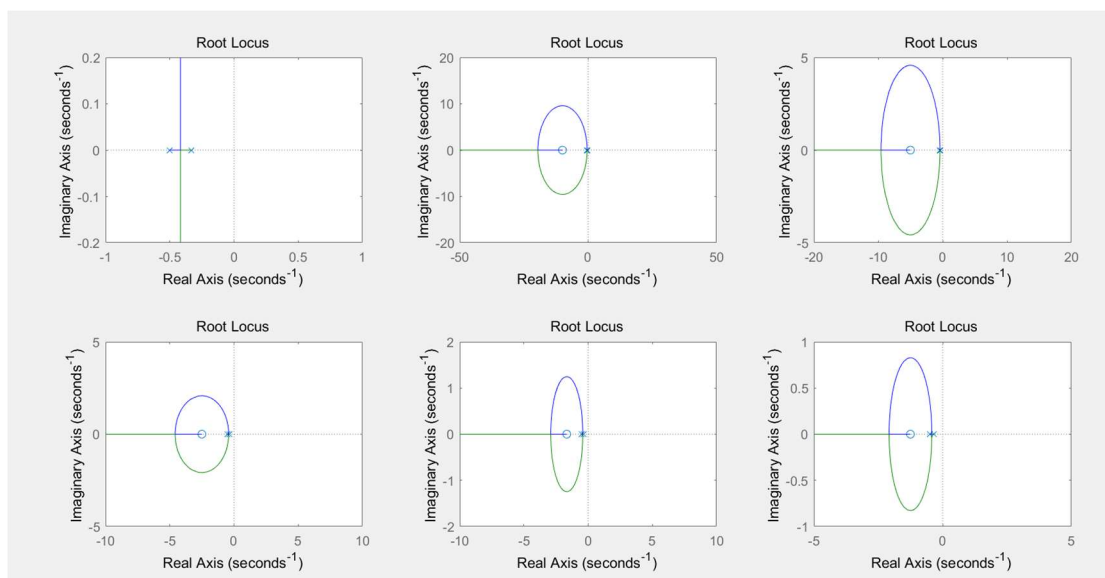 Root Locus
Root Locus
Root Locus
Imaginary Axis (seconds⁻¹)
0.2
0.1
0
-0.1
-0.2
-1
-0.5
0
0.5
1
Real Axis (seconds⁻¹)
Imaginary Axis (seconds⁻¹)
20
10
0
-10
-20
-50
0
50
Real Axis (seconds⁻¹)
Imaginary Axis (seconds⁻¹)
5
0
-5
-20
-10
0
10
20
Real Axis (seconds⁻¹)
Root Locus
Root Locus
Root Locus
Imaginary Axis (seconds⁻¹)
5
0
-5
-10
-5
0
5
10
Real Axis (seconds⁻¹)
Imaginary Axis (seconds⁻¹)
2
1
0
-1
-2
-10
-5
0
5
10
Real Axis (seconds⁻¹)
Imaginary Axis (seconds⁻¹)
1
0.5
0
-0.5
-1
-5
0
5
Real Axis (seconds⁻¹)